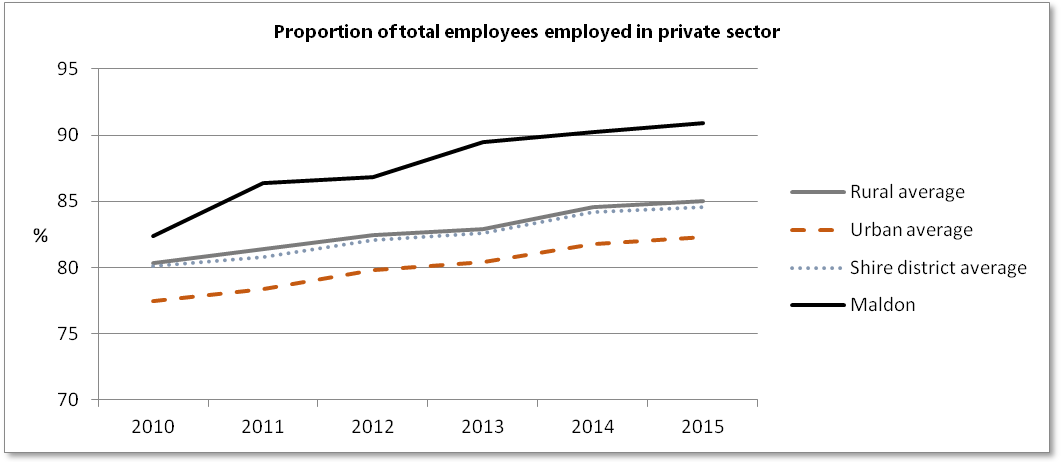 Proportion of total employees employed in private sector
95
90
85
80
75
70
%
2010 2011 2012 2013 2014 2015
Rural average
Urban average
Shire district average
Maldon